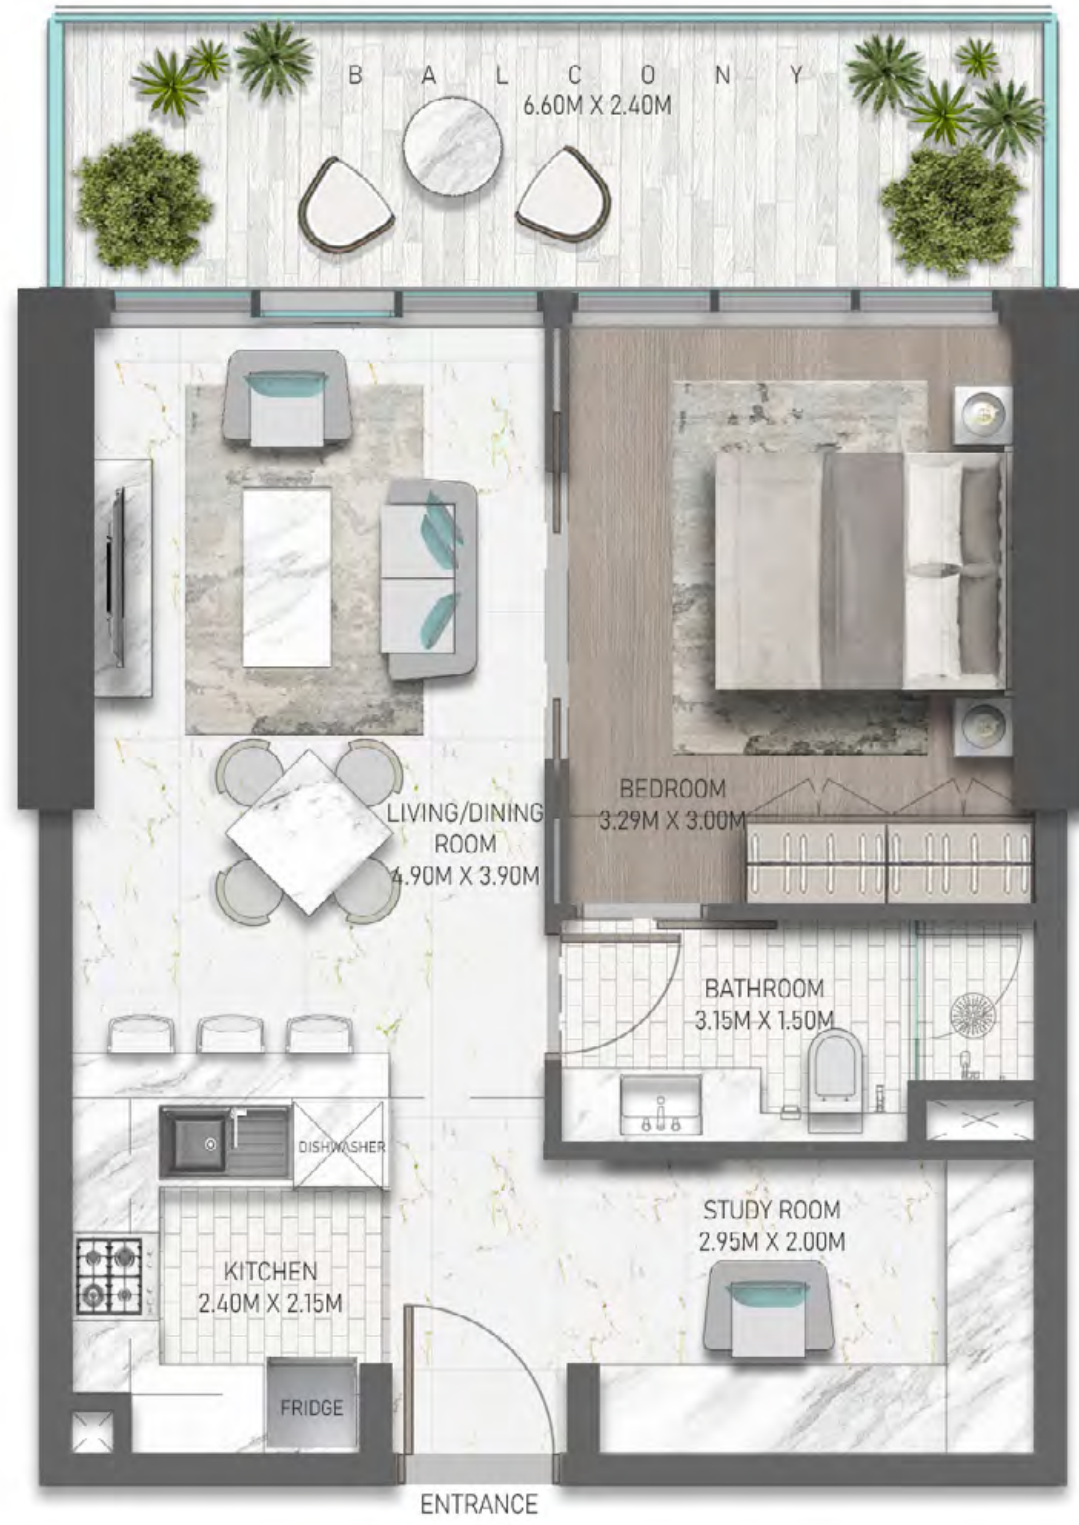 BALCONY
6.60M X 2.40M
LIVING/DINING
ROOM
4.90M X 3.90M
BEDROOM
3.29M X 3.00M
BATHROOM
3.15M X 1.50M
DISHWASHER
STUDY ROOM
2.95M X 2.00M
KITCHEN
2.40M X 2.15M
FRIDGE
ENTRANCE